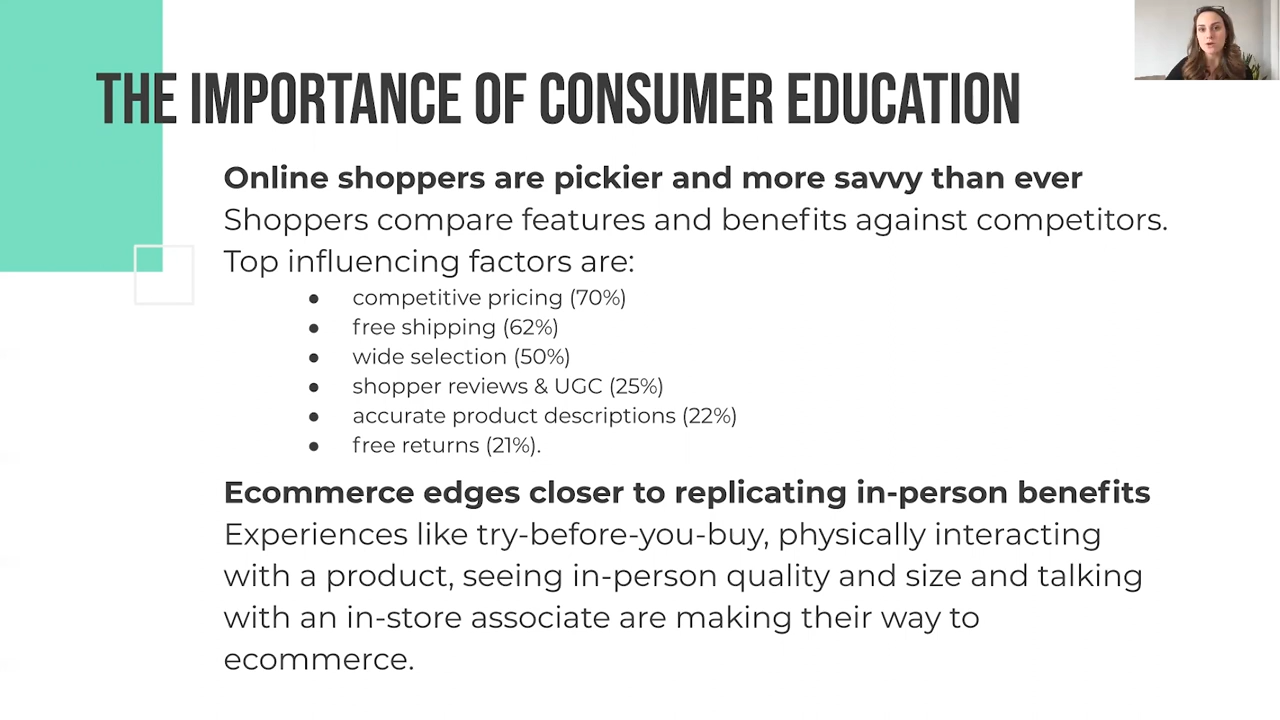 THE IMPORTANCE OF CONSUMER EDUCATION
Online shoppers are pickier and more savvy than ever
Shoppers compare features and benefits against competitors.
Top influencing factors are:
● competitive pricing (70%)
● free shipping (62%)
● wide selection (50%)
● shopper reviews & UGC (25%)
● accurate product descriptions (22%)
● free returns (21%).
Ecommerce edges closer to replicating in-person benefits
Experiences like try-before-you-buy, physically interacting
with a product, seeing in-person quality and size and talking
with an in-store associate are making their way to
ecommerce.